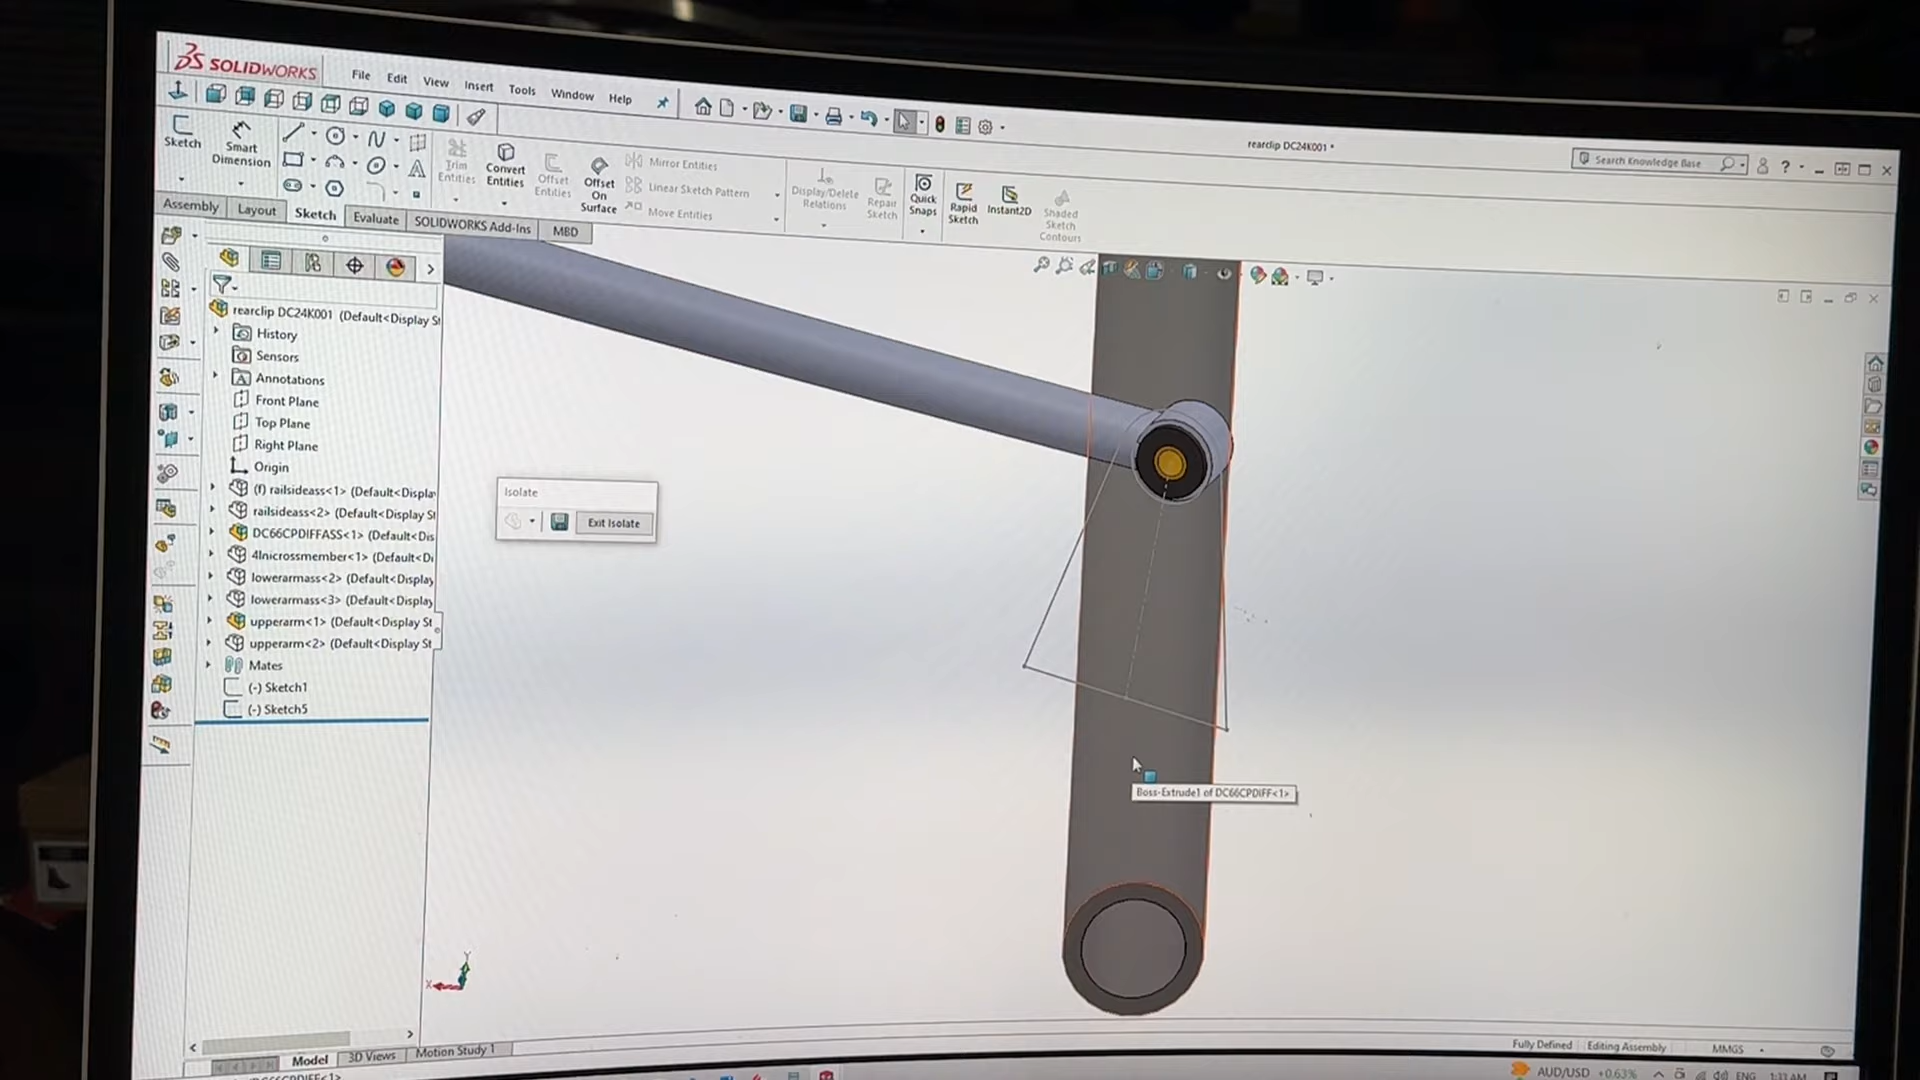 SOLIDWORKS
File Edit View Insert Tools Window Help
rearclip DC24K001 *
Search Knowledge Base
Sketch
Smart Dimension
Trim Entities
Convert Entities
Offset Entities
Offset On Surface
Mirror Entities
Linear Sketch Pattern
Move Entities
Display/Delete Relations
Repair Sketch
Quick Snaps
Rapid Sketch
Instant2D
Shaded Sketch Contours
Assembly Layout Sketch Evaluate SOLIDWORKS Add-Ins MBD
rearclip DC24K001 (Default<Display St
History
Sensors
Annotations
Front Plane
Top Plane
Right Plane
Origin
(f) railsideass<1> (Default<Displa
railsideass<2> (Default<Display St
DC66CPDIFFASS<1> (Default<Dis
4Inicrossmember<1> (Default<Di
lowerarmass<2> (Default<Display
lowerarmass<3> (Default<Display
upperarm<1> (Default<Display St
upperarm<2> (Default<Display St
Mates
(-) Sketch1
(-) Sketch5
Isolate
Exit Isolate
Boss-Extrude1 of DC66CPDIFF<1>
Y
X
Model 3D Views Motion Study 1
Fully Defined Editing Assembly MMGS
AUD/USD +0.63% ENG 1:33 AM